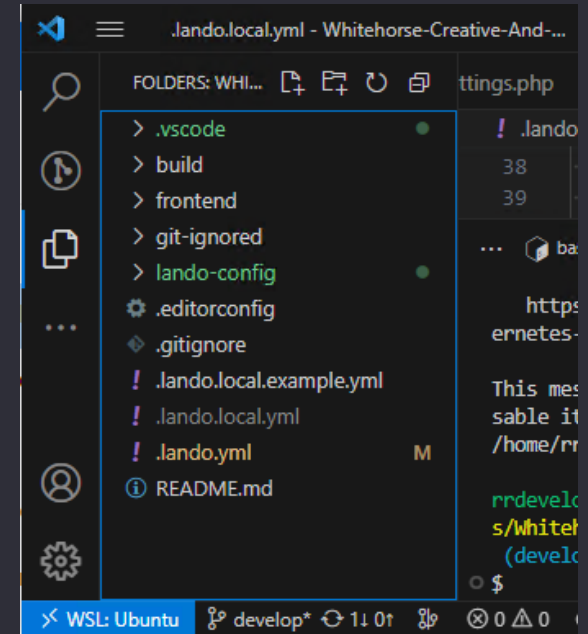 .lando.local.yml - Whitehorse-Creative-And-...
FOLDERS: WHI...
ttings.php
.vscode
build
frontend
git-ignored
lando-config
.editorconfig
.gitignore
! .lando.local.example.yml
! .lando.local.yml
! .lando.yml M
README.md
! .lando
38
39
... ba
https
ernetes-
This mes
sable it
/home/rr
rrdevelo
s/Whiteh
(develo
$
WSL: Ubuntu develop* 1↓ 0↑ 0 0